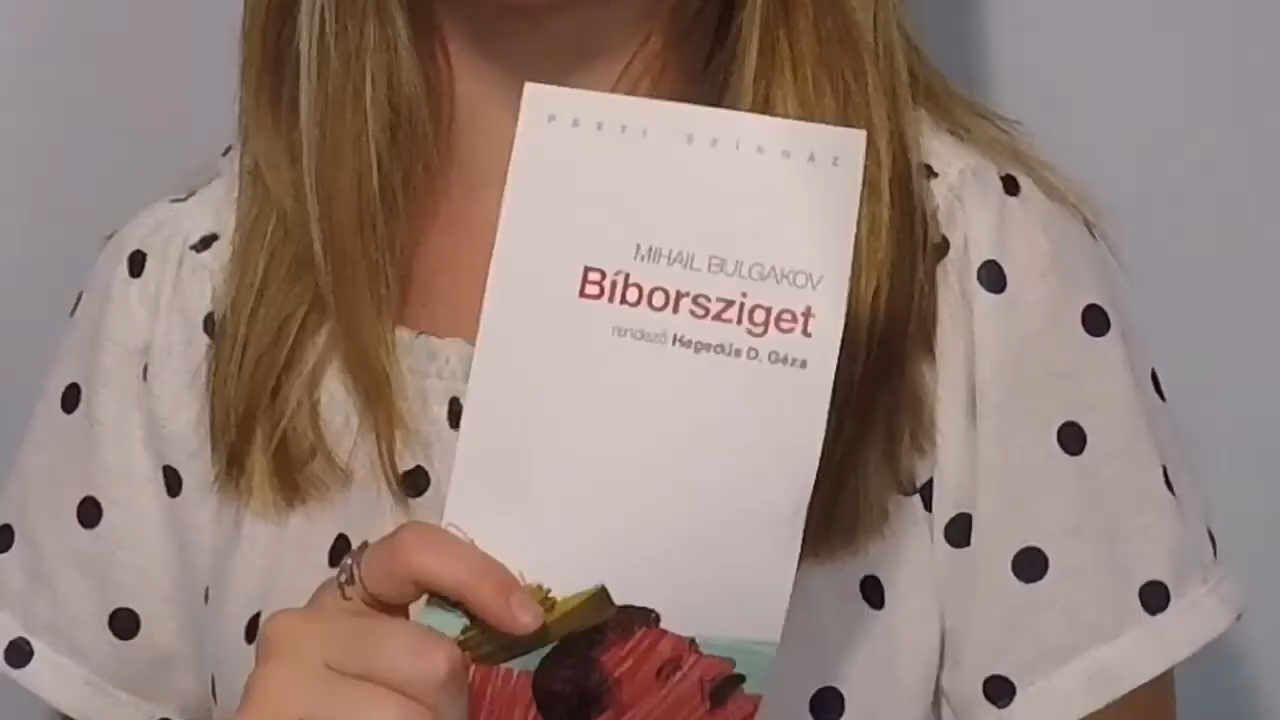 PESTI SZÍNHÁZ
MIHAIL BULGAKOV
Bíborsziget
rendező Hegedűs D. Géza